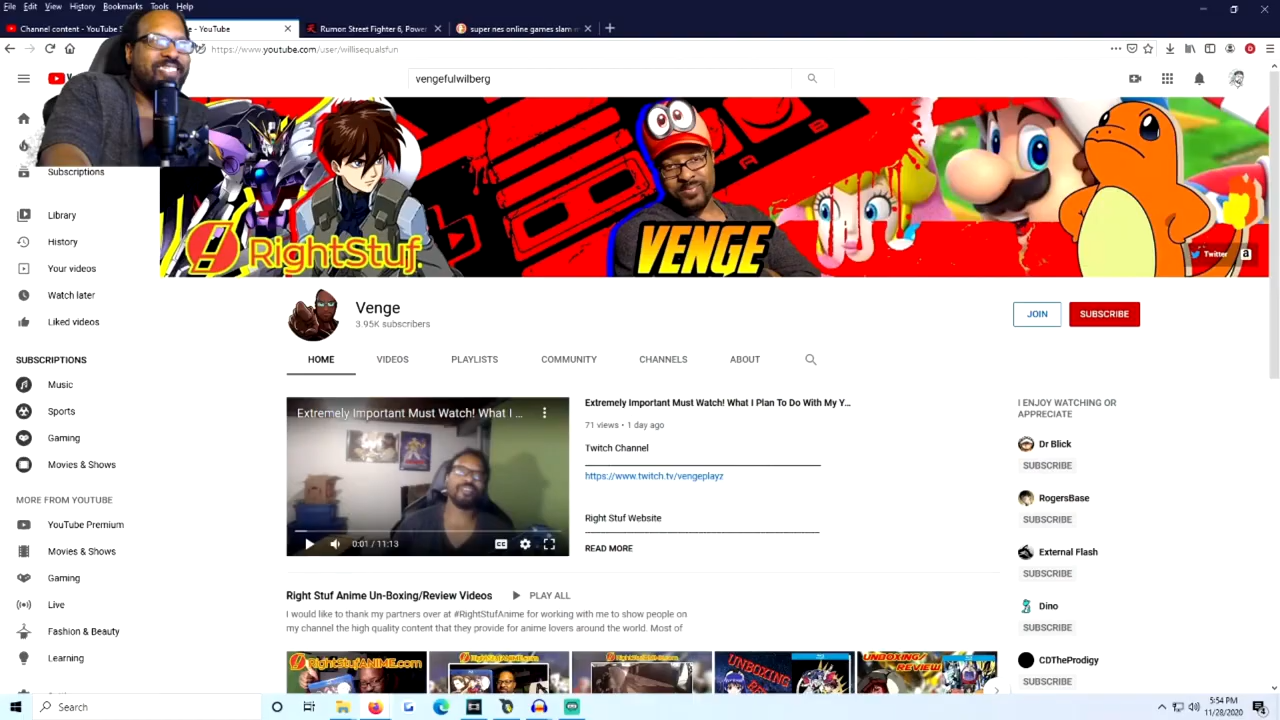 File Edit View History Bookmarks Tools Help
Channel content - YouTube S
e - YouTube
Rumor: Street Fighter 6, Power
super nes online games slam m
https://www.youtube.com/user/willisequalsfun
vengefulwilberg
RightStuf.
VENGE
Twitter
Subscriptions
Library
History
Your videos
Watch later
Liked videos
SUBSCRIPTIONS
Music
Sports
Gaming
Movies & Shows
MORE FROM YOUTUBE
YouTube Premium
Movies & Shows
Gaming
Live
Fashion & Beauty
Learning
Venge
3.95K subscribers
JOIN
SUBSCRIBE
HOME VIDEOS PLAYLISTS COMMUNITY CHANNELS ABOUT
Extremely Important Must Watch! What I ...
0:01 / 11:13
Extremely Important Must Watch! What I Plan To Do With My Y...
71 views • 1 day ago
Twitch Channel
https://www.twitch.tv/vengeplayz
Right Stuf Website
READ MORE
I ENJOY WATCHING OR
APPRECIATE
Dr Blick
SUBSCRIBE
RogersBase
SUBSCRIBE
External Flash
SUBSCRIBE
Dino
SUBSCRIBE
CDTheProdigy
SUBSCRIBE
Right Stuf Anime Un-Boxing/Review Videos PLAY ALL
I would like to thank my partners over at #RightStufAnime for working with me to show people on
my channel the high quality content that they provide for anime lovers around the world. Most of
RightStufANIME.com
RightStufANIME.com
RightStuf
UNBOXING
UNBOXING/
REVIEW
Search
5:54 PM
11/28/2020